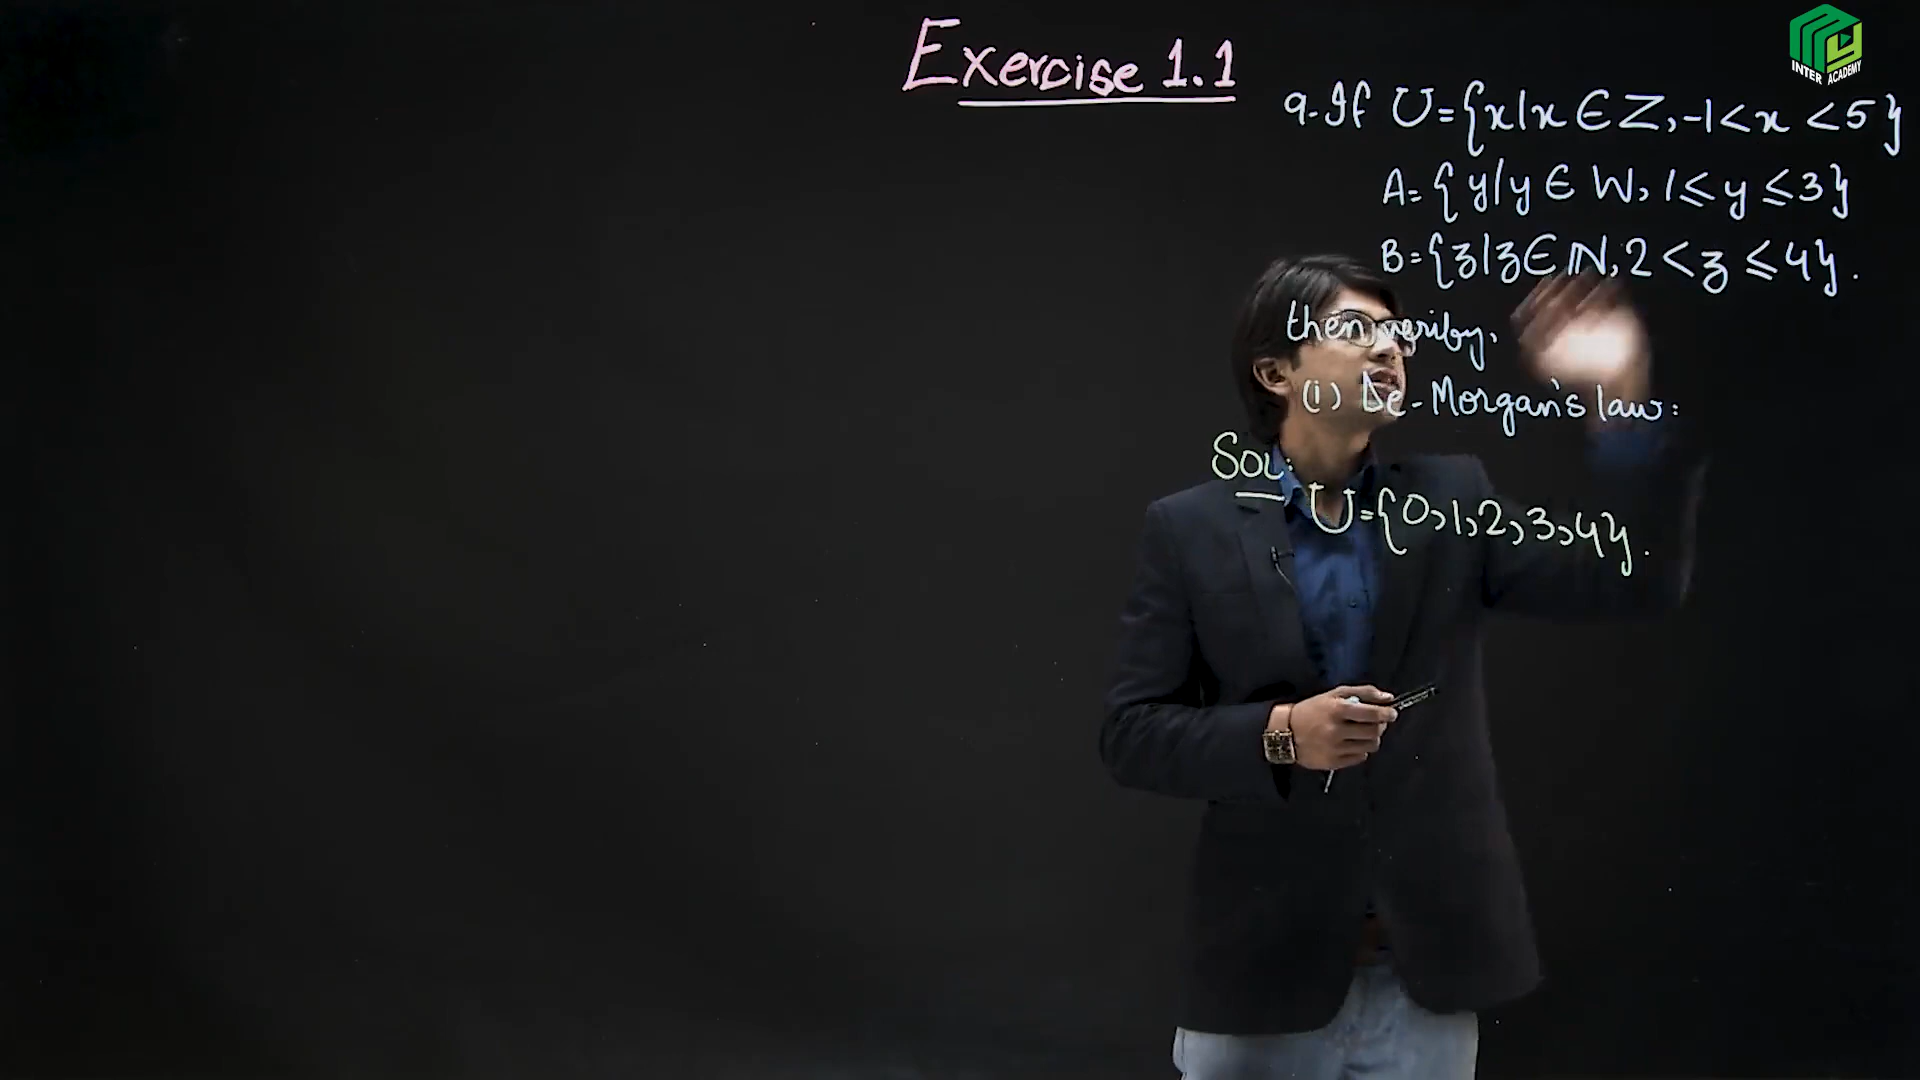 INTER ACADEMY
Exercise 1.1
9-If U={x|x∈Z,-1<x<5}
A={y|y∈W,1≤y≤3}
B={z|z∈N,2<z≤4}.
then verify,
(i) De-Morgan's law:
Sol:
U={0,1,2,3,4}.